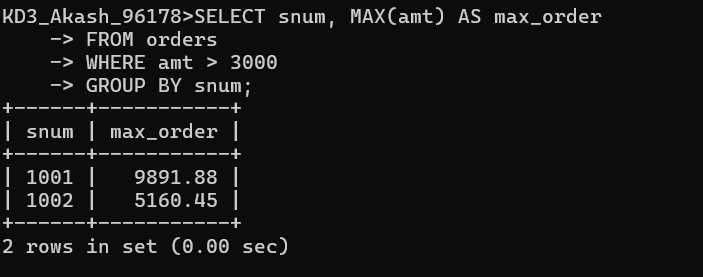 KD3_Akash_96178>SELECT snum, MAX(amt) AS max_order
    -> FROM orders
    -> WHERE amt > 3000
    -> GROUP BY snum;
+------+-----------+
| snum | max_order |
+------+-----------+
| 1001 |   9891.88 |
| 1002 |   5160.45 |
+------+-----------+
2 rows in set (0.00 sec)